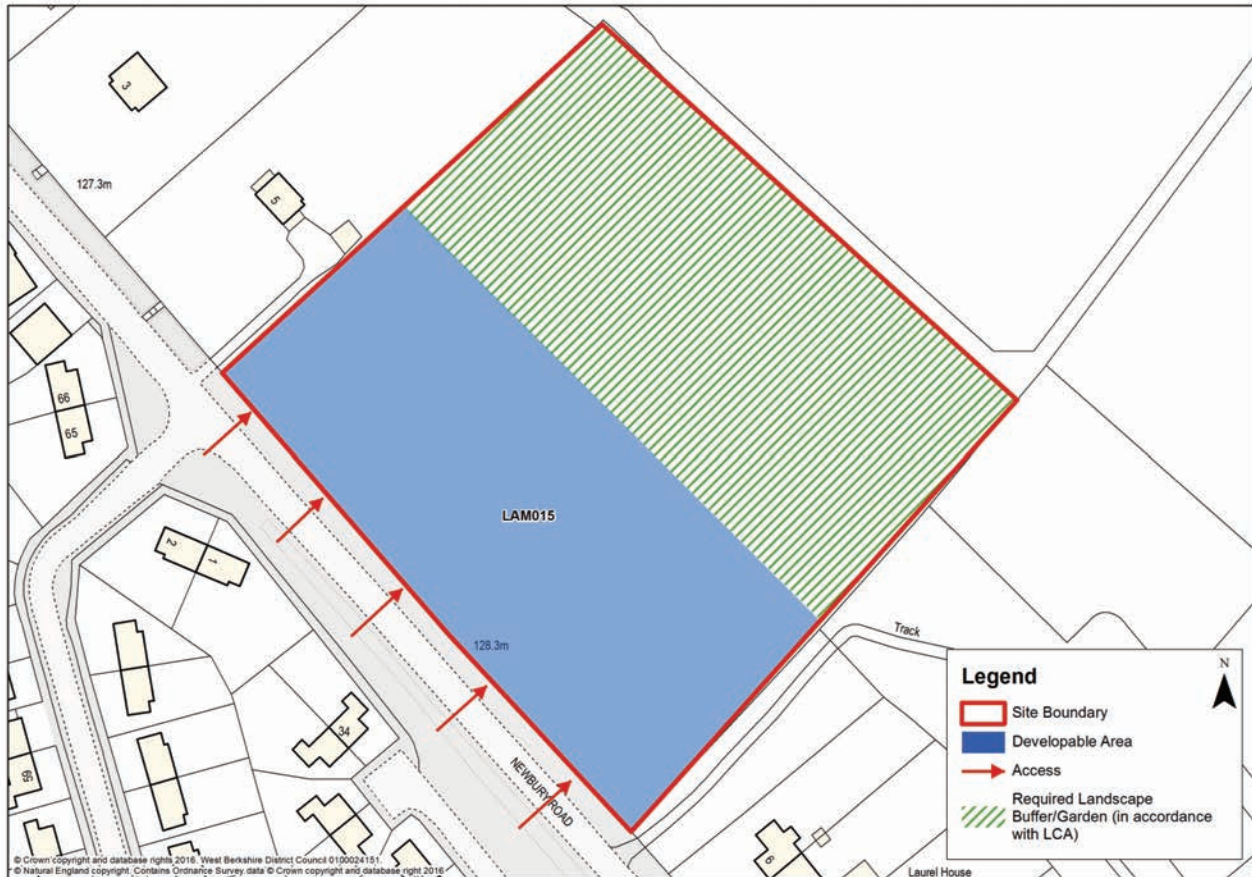 3
127.3m
5
66
65
LAM015
2
1
128.3m
Track
34
NEWBURY ROAD
59
6
Laurel House
Legend
N
Site Boundary
Developable Area
Access
Required Landscape
Buffer/Garden (in accordance
with LCA)
© Crown copyright and database rights 2016. West Berkshire District Council 0100024151.
© Natural England copyright. Contains Ordnance Survey data © Crown copyright and database right 2016